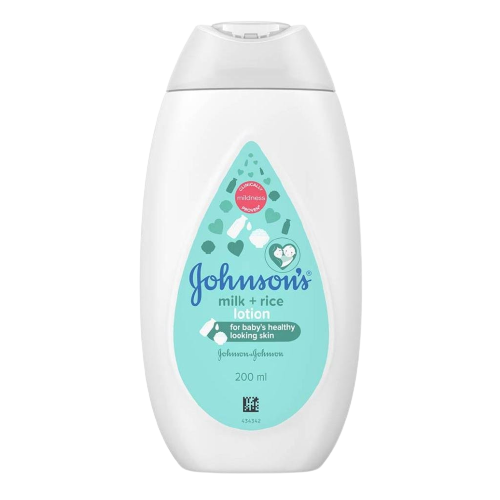 CLINICALLY
mildness
PROVEN
Johnson's®
milk + rice
lotion
for baby's healthy
looking skin
Johnson & Johnson
200 ml